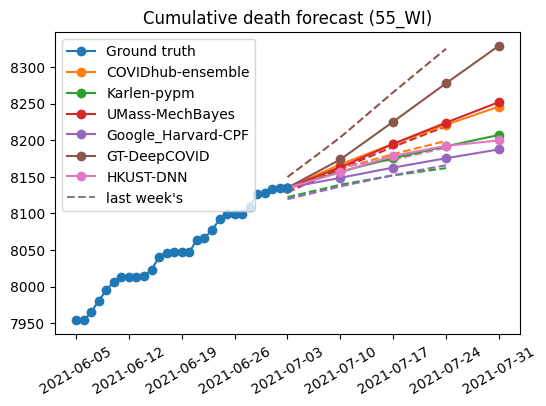 Cumulative death forecast (55_WI)
Ground truth
COVIDhub-ensemble
Karlen-pypm
UMass-MechBayes
Google_Harvard-CPF
GT-DeepCOVID
HKUST-DNN
last week's
8300
8250
8200
8150
8100
8050
8000
7950
2021-06-05
2021-06-12
2021-06-19
2021-06-26
2021-07-03
2021-07-10
2021-07-17
2021-07-24
2021-07-31